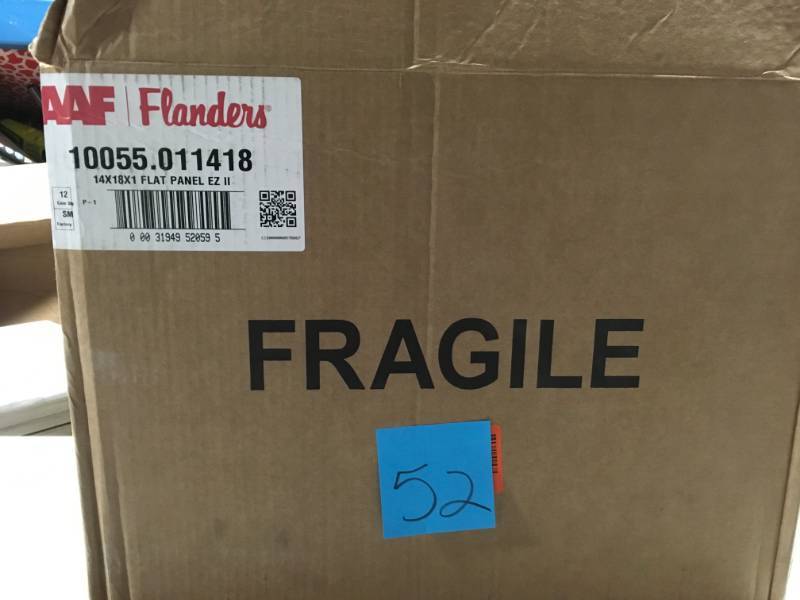 AAF | Flanders®
10055.011418
14X18X1 FLAT PANEL EZ II
12
P-1
SM
Factory
0 00 31949 52059 5
FRAGILE
52